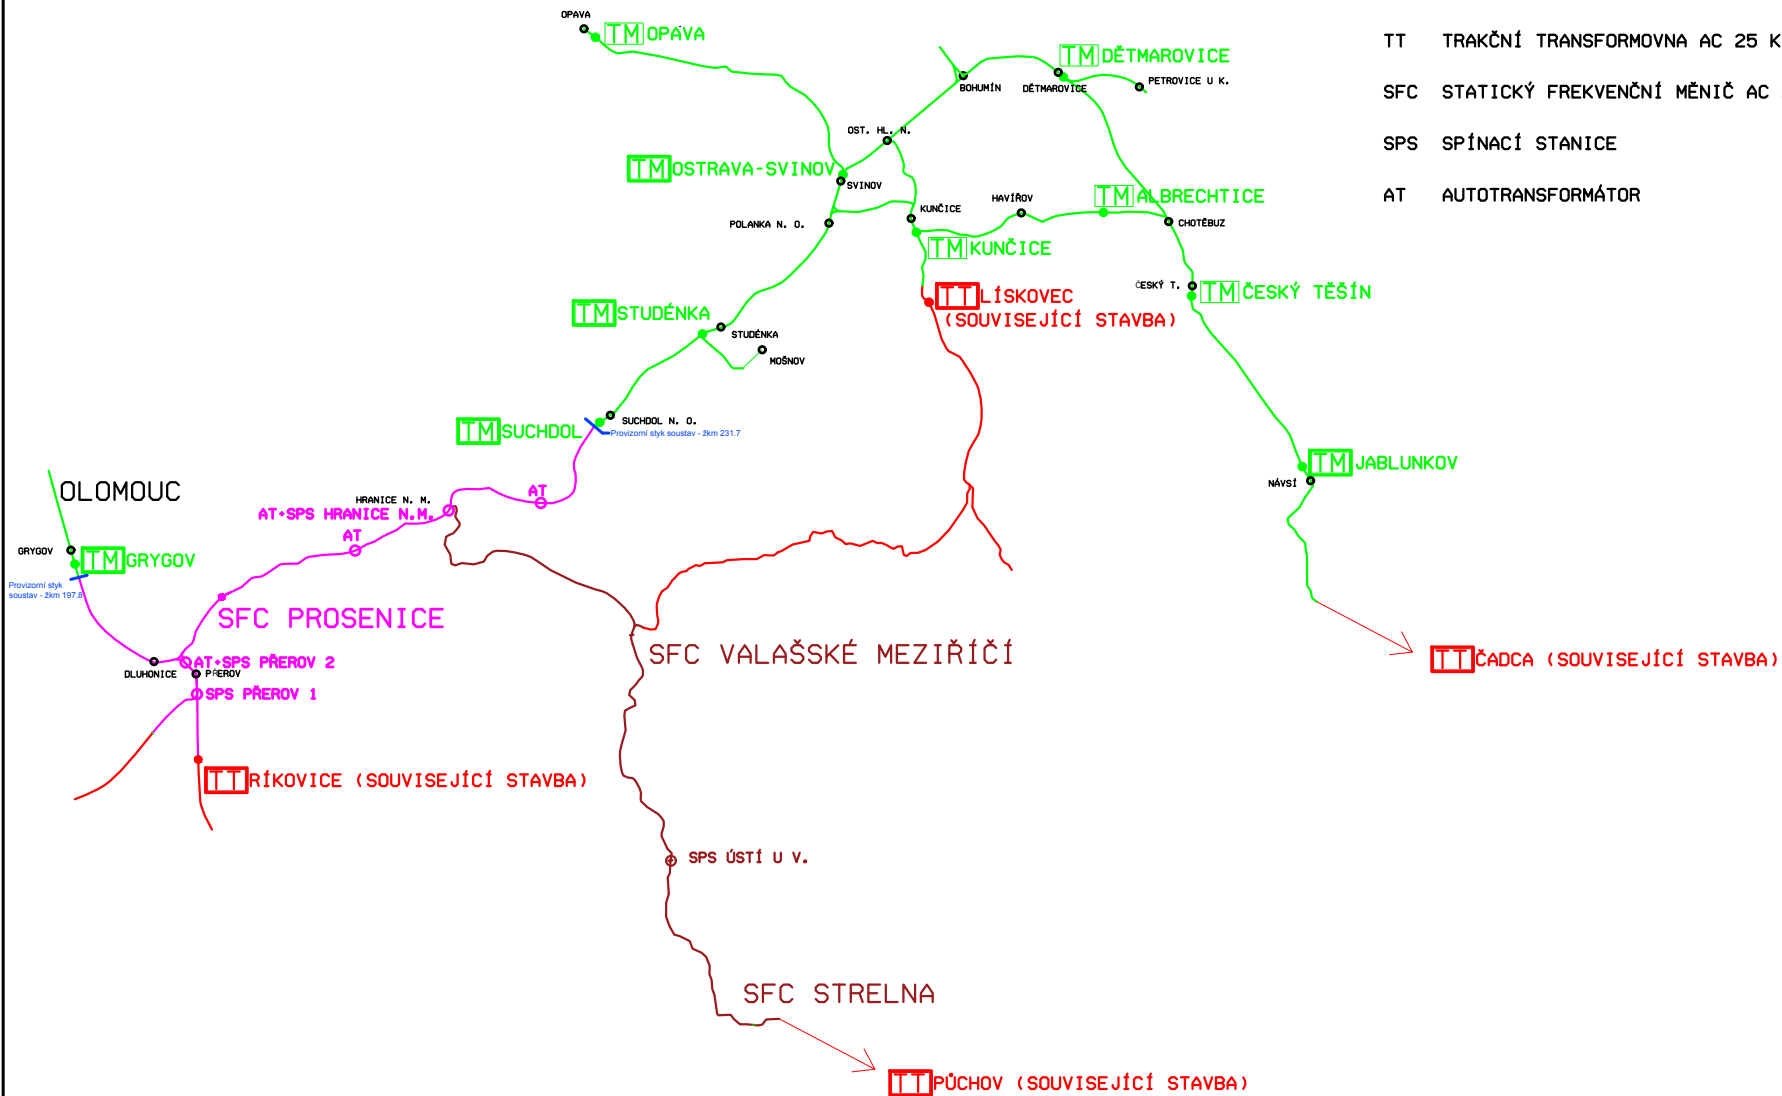 OPAVA
TM OPAVA
TT TRAKČNÍ TRANSFORMOVNA AC 25 K
TM DĚTMAROVICE
BOHUMÍN
DĚTMAROVICE
PETROVICE U K.
SFC STATICKÝ FREKVENČNÍ MĚNIČ AC
OST. HL. N.
SPS SPÍNACÍ STANICE
TM OSTRAVA-SVINOV
SVINOV
HAVÍŘOV
TM ALBRECHTICE
AT AUTOTRANSFORMÁTOR
KUNČICE
POLANKA N. O.
CHOTĚBUZ
TM KUNČICE
ČESKÝ T.
TM ČESKÝ TĚŠÍN
TT LÍSKOVEC
(SOUVISEJÍCÍ STAVBA)
TM STUDÉNKA
STUDÉNKA
MOŠNOV
SUCHDOL N. O.
TM SUCHDOL
Provizorní styk soustav - žkm 231.7
TM JABLUNKOV
NÁVSÍ
OLOMOUC
AT
HRANICE N. M.
AT+SPS HRANICE N.M.
AT
GRYGOV
TM GRYGOV
Provizorní styk
soustav - žkm 197.8
SFC PROSENICE
SFC VALAŠSKÉ MEZIŘÍČÍ
AT+SPS PŘEROV 2
DLUHONICE
PŘEROV
SPS PŘEROV 1
TT ČADCA (SOUVISEJÍCÍ STAVBA)
TT RÍKOVICE (SOUVISEJÍCÍ STAVBA)
SPS ÚSTÍ U V.
SFC STRELNA
TT PŮCHOV (SOUVISEJÍCÍ STAVBA)